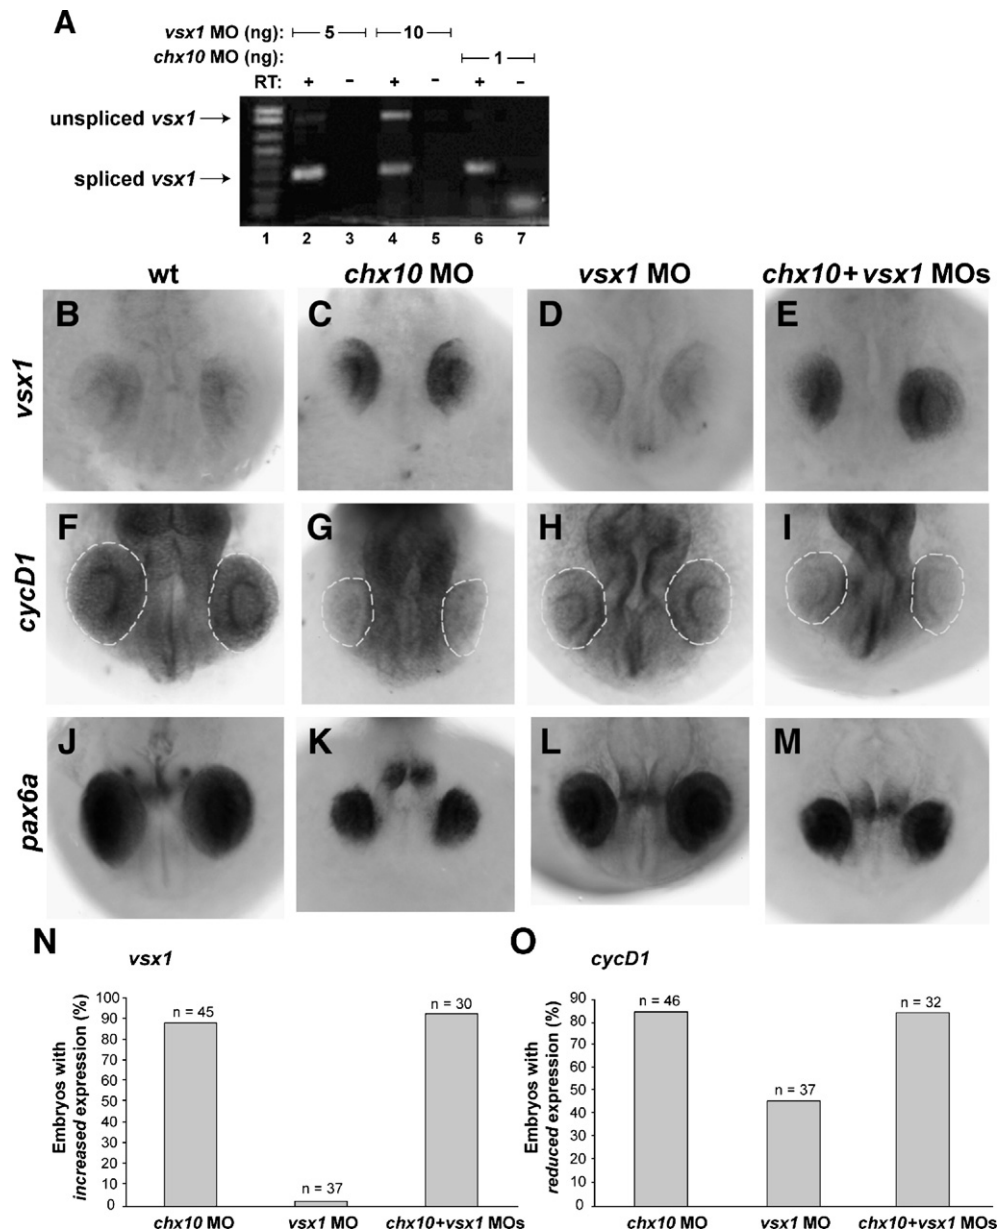 A
vsx1 MO (ng): 5 10
chx10 MO (ng): 1
RT: + - + - + -
unspliced vsx1
spliced vsx1
1 2 3 4 5 6 7
wt chx10 MO vsx1 MO chx10+vsx1 MOs
B C D E
vsx1
F G H I
cycD1
J K L M
pax6a
N vsx1
Embryos with
increased expression (%)
100
90
80
70
60
50
40
30
20
10
0
n = 45
n = 37
n = 30
chx10 MO vsx1 MO chx10+vsx1 MOs
O cycD1
Embryos with
reduced expression (%)
90
80
40
60
50
40
30
20
50
0
n = 46
n = 37
n = 32
chx10 MO vsx1 MO chx10+vsx1 MOs